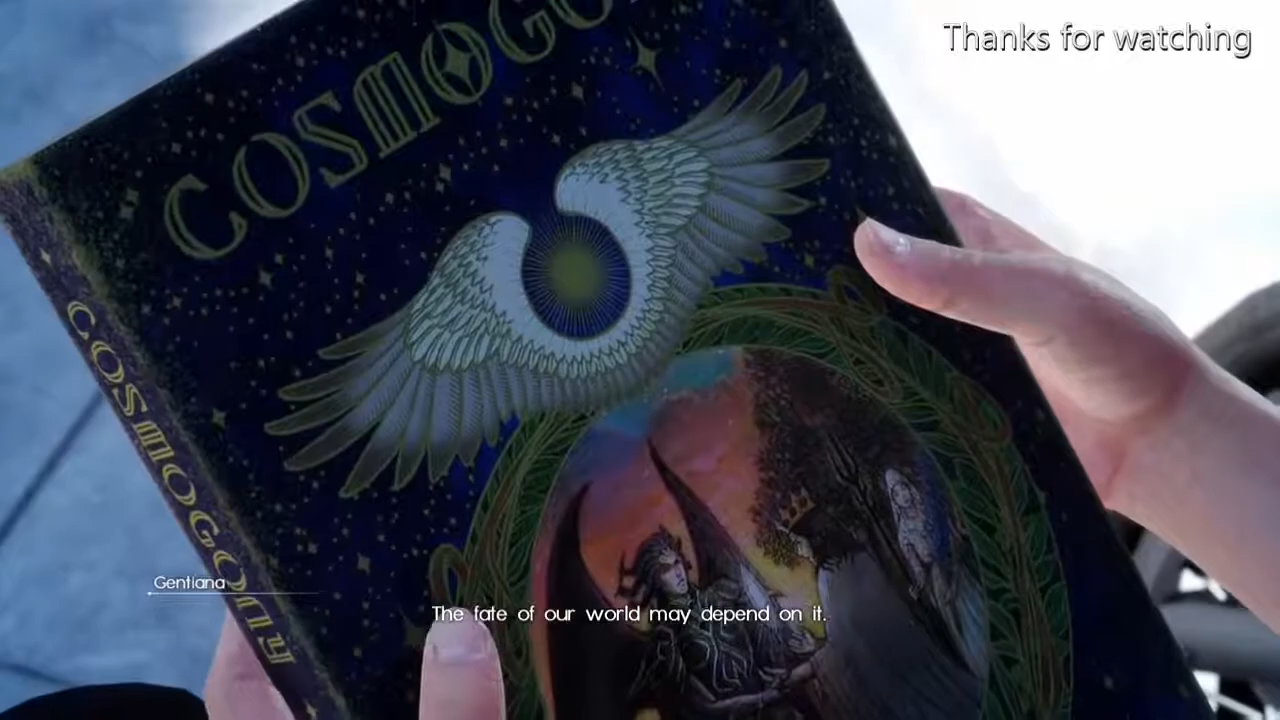 Thanks for watching
COSMOGO
COSMOGONY
Gentiana
The fate of our world may depend on it.